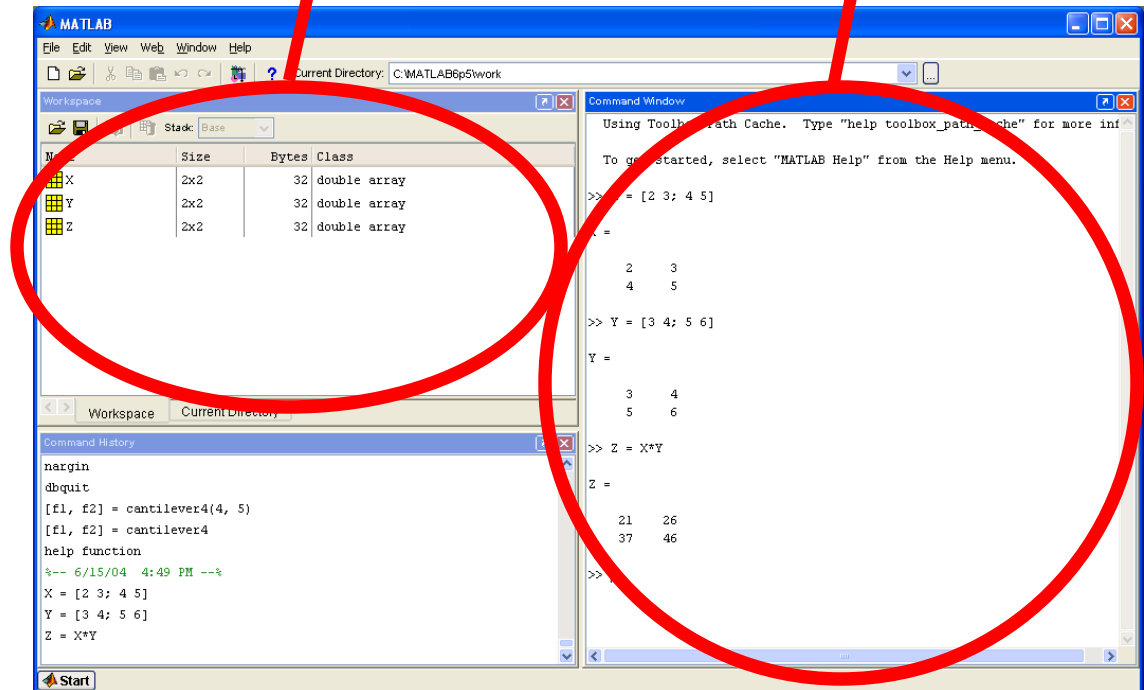 MATLAB
File Edit View Web Window Help
? Current Directory: C:\MATLAB6p5\work ...
Workspace
Stack: Base
Size Bytes Class
X 2x2 32 double array
Y 2x2 32 double array
Z 2x2 32 double array
Workspace Current Directory
Command History
nargin
dbquit
[f1, f2] = cantilever4(4, 5)
[f1, f2] = cantilever4
help function
%-- 6/15/04 4:49 PM --%
X = [2 3; 4 5]
Y = [3 4; 5 6]
Z = X*Y
Command Window
Using Toolbox Path Cache. Type "help toolbox_path_cache" for more inf
To get started, select "MATLAB Help" from the Help menu.
>> = [2 3; 4 5]
=
2 3
4 5
>> Y = [3 4; 5 6]
Y =
3 4
5 6
>> Z = X*Y
Z =
21 26
37 46
>>
Start